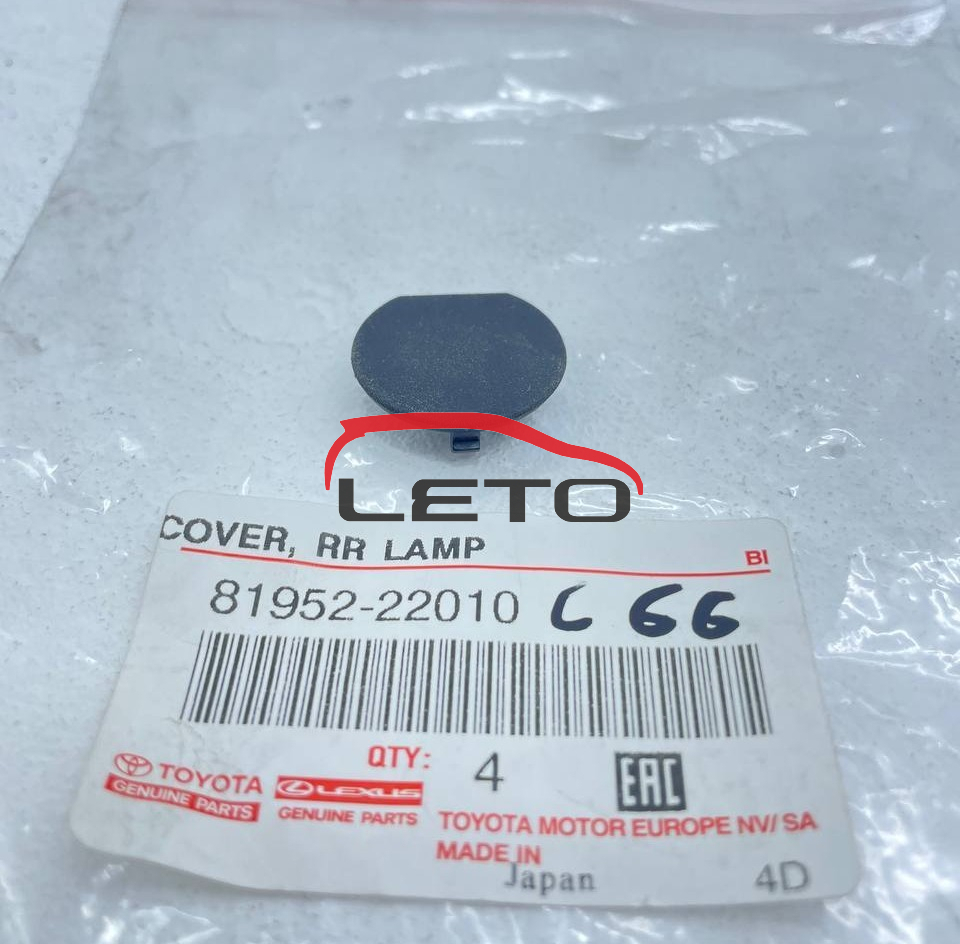 LETO
COVER, RR LAMP
BI
81952-22010 C 66
QTY: 4
EAC
TOYOTA
GENUINE PARTS
LEXUS
GENUINE PARTS
TOYOTA MOTOR EUROPE NV/SA
MADE IN
Japan
4D